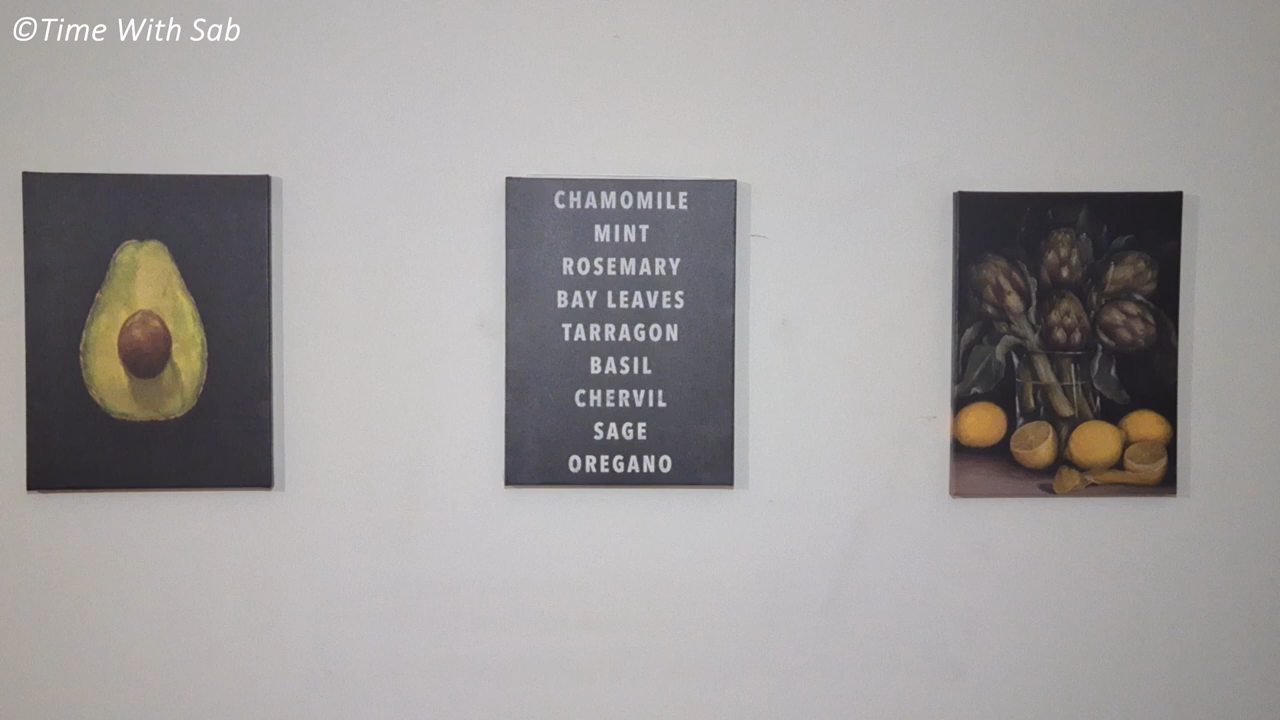 ©Time With Sab
CHAMOMILE
MINT
ROSEMARY
BAY LEAVES
TARRAGON
BASIL
CHERVIL
SAGE
OREGANO